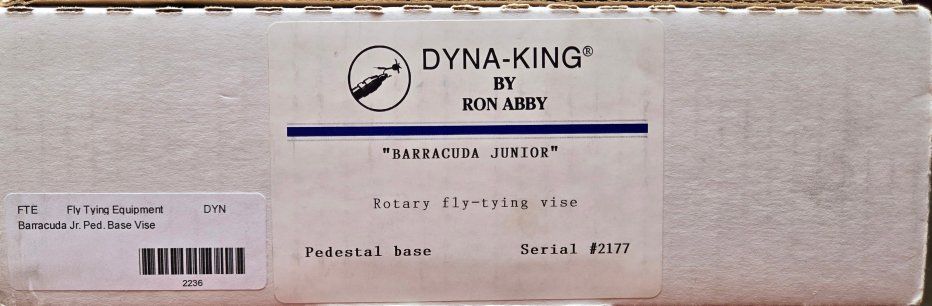 DYNA-KING®
BY
RON ABBY
"BARRACUDA JUNIOR"
Rotary fly-tying vise
Pedestal base Serial #2177
FTE Fly Tying Equipment DYN
Barracuda Jr. Ped. Base Vise
2236